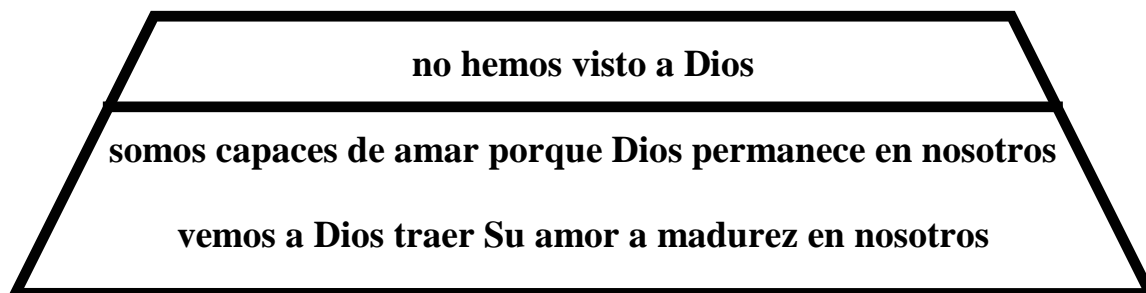 no hemos visto a Dios
somos capaces de amar porque Dios permanece en nosotros
vemos a Dios traer Su amor a madurez en nosotros